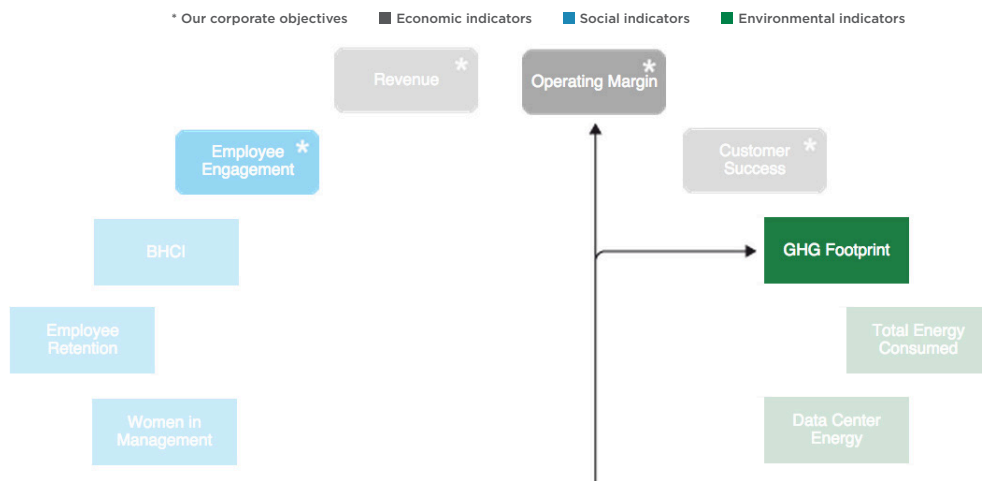 * Our corporate objectives
Economic indicators
Social indicators
Environmental indicators
Revenue *
Operating Margin *
Employee *
Engagement
Customer *
Success
BHCI
GHG Footprint
Employee
Retention
Total Energy
Consumed
Women in
Management
Data Center
Energy